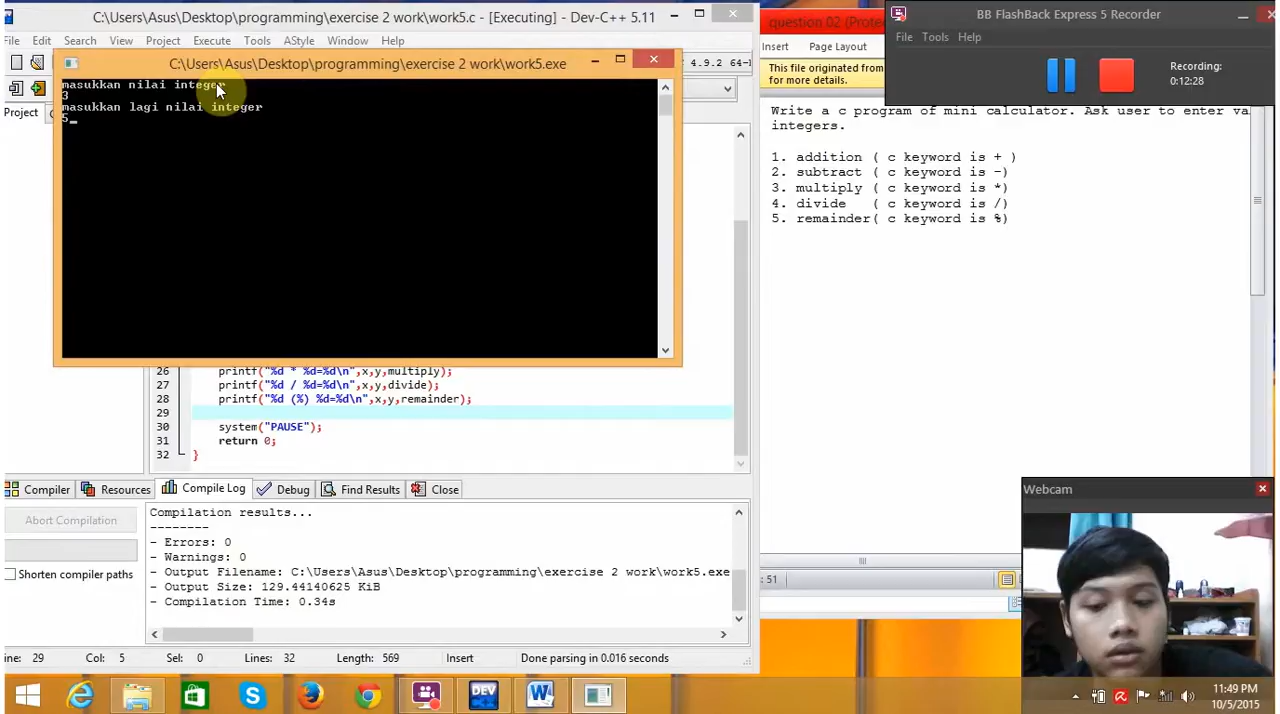 C:\Users\Asus\Desktop\programming\exercise 2 work\work5.c - [Executing] - Dev-C++ 5.11
File Edit Search View Project Execute Tools AStyle Window Help
C:\Users\Asus\Desktop\programming\exercise 2 work\work5.exe
4.9.2 64-
masukkan nilai integer
3
masukkan lagi nilai integer
5_
Project
26 printf("%d * %d=%d\n",x,y,multiply);
27 printf("%d / %d=%d\n",x,y,divide);
28 printf("%d (%) %d=%d\n",x,y,remainder);
29
30 system("PAUSE");
31 return 0;
32 }
Compiler Resources Compile Log Debug Find Results Close
Abort Compilation
Shorten compiler paths
Compilation results...
--------
- Errors: 0
- Warnings: 0
- Output Filename: C:\Users\Asus\Desktop\programming\exercise 2 work\work5.exe
- Output Size: 129.44140625 KiB
- Compilation Time: 0.34s
ine: 29 Col: 5 Sel: 0 Lines: 32 Length: 569 Insert Done parsing in 0.016 seconds
question 02 (Protec
Insert Page Layout
This file originated from
for more details.
BB FlashBack Express 5 Recorder
File Tools Help
Recording:
0:12:28
Write a c program of mini calculator. Ask user to enter va
integers.
1. addition ( c keyword is + )
2. subtract ( c keyword is -)
3. multiply ( c keyword is *)
4. divide ( c keyword is /)
5. remainder( c keyword is %)
: 51
Webcam
DEV
11:49 PM
10/5/2015